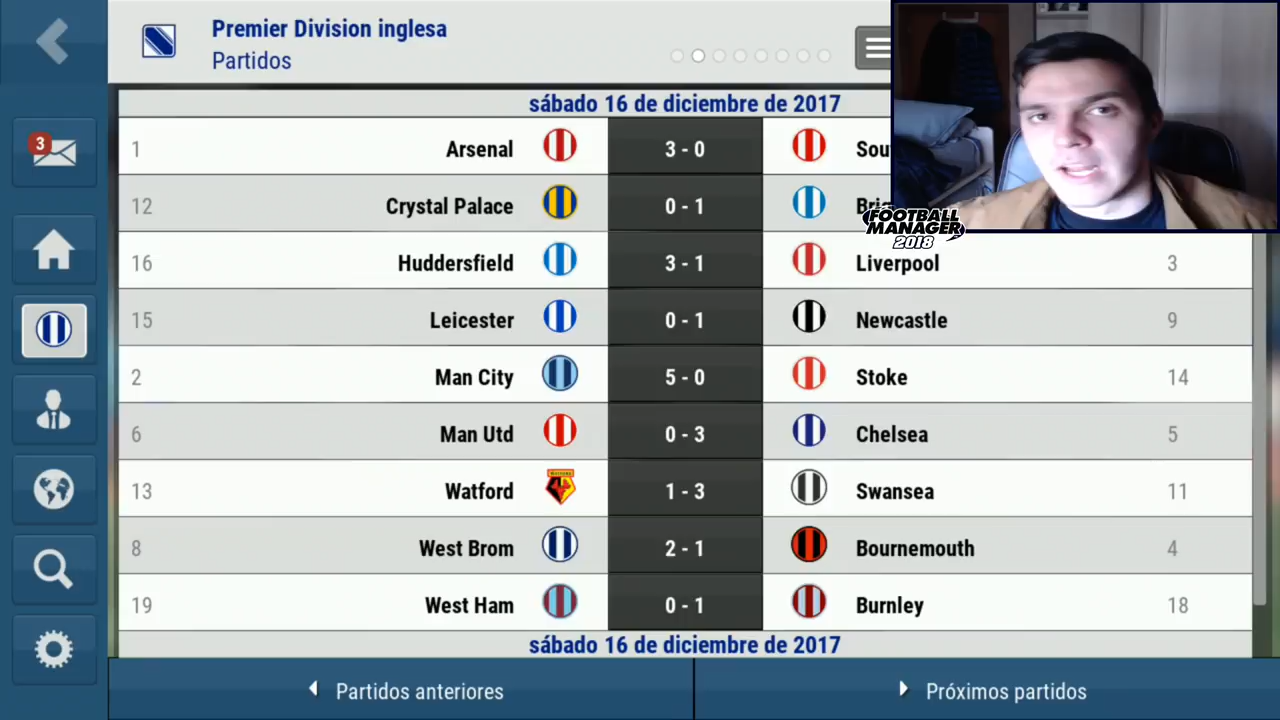 Premier Division inglesa
Partidos
sábado 16 de diciembre de 2017
3
1 Arsenal 3 - 0
12 Crystal Palace 0 - 1
FOOTBALL
MANAGER
2018
16 Huddersfield 3 - 1 Liverpool 3
15 Leicester 0 - 1 Newcastle 9
2 Man City 5 - 0 Stoke 14
6 Man Utd 0 - 3 Chelsea 5
13 Watford 1 - 3 Swansea 11
8 West Brom 2 - 1 Bournemouth 4
19 West Ham 0 - 1 Burnley 18
sábado 16 de diciembre de 2017
Partidos anteriores
Próximos partidos